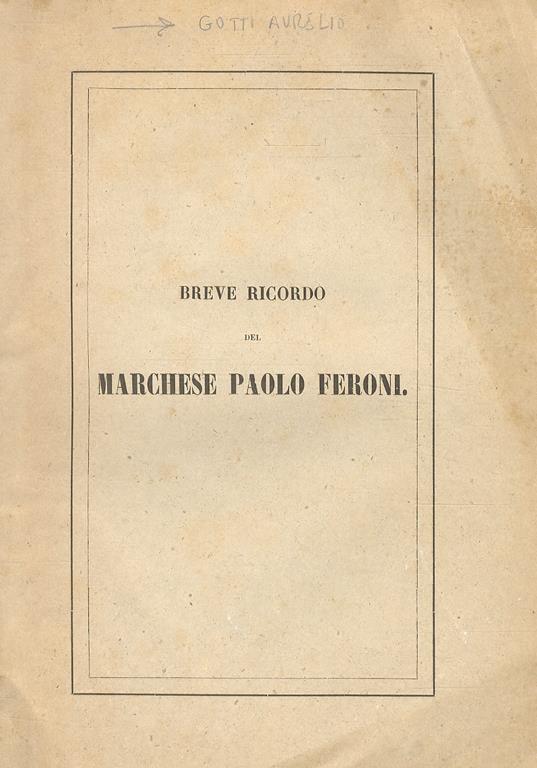 GOTTI AURELIO
BREVE RICORDO
DEL
MARCHESE PAOLO FERONI.